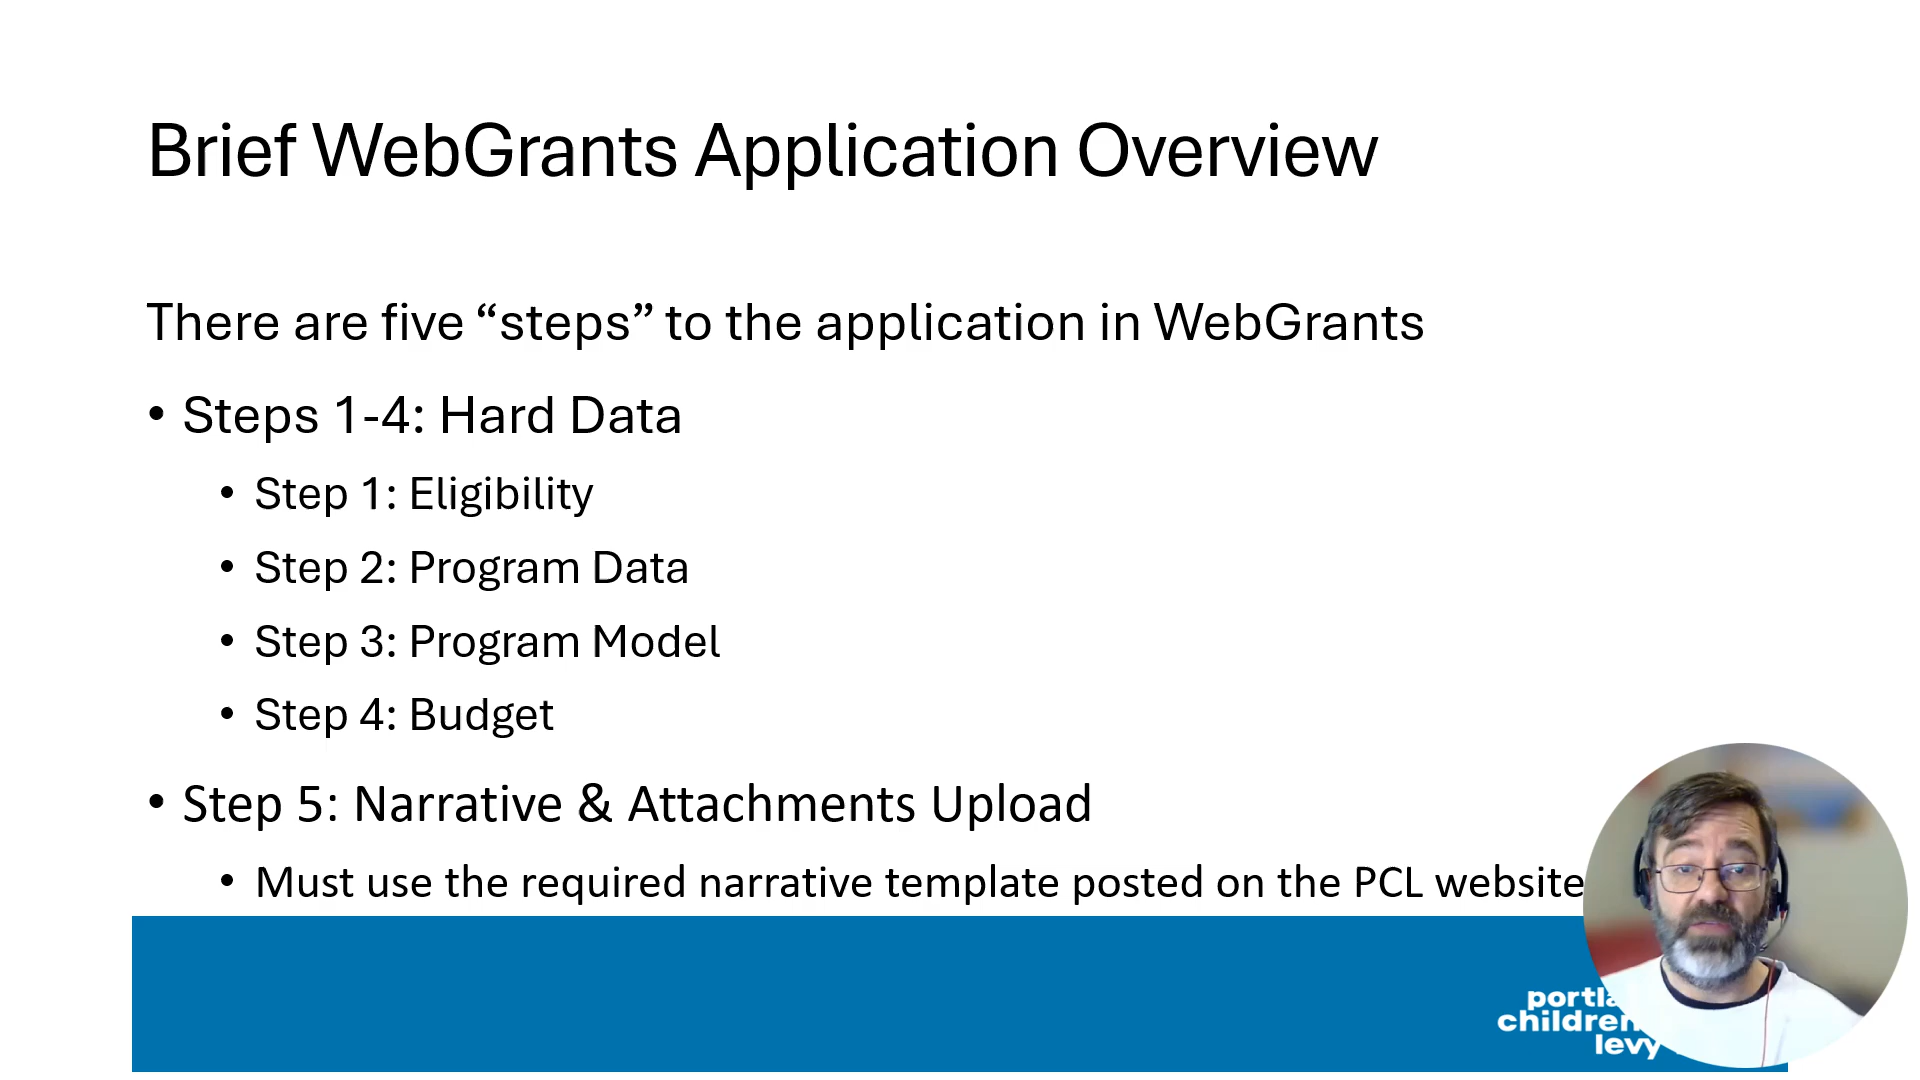 Brief WebGrants Application Overview
There are five “steps” to the application in WebGrants
• Steps 1-4: Hard Data
• Step 1: Eligibility
• Step 2: Program Data
• Step 3: Program Model
• Step 4: Budget
• Step 5: Narrative & Attachments Upload
• Must use the required narrative template posted on the PCL website
levy